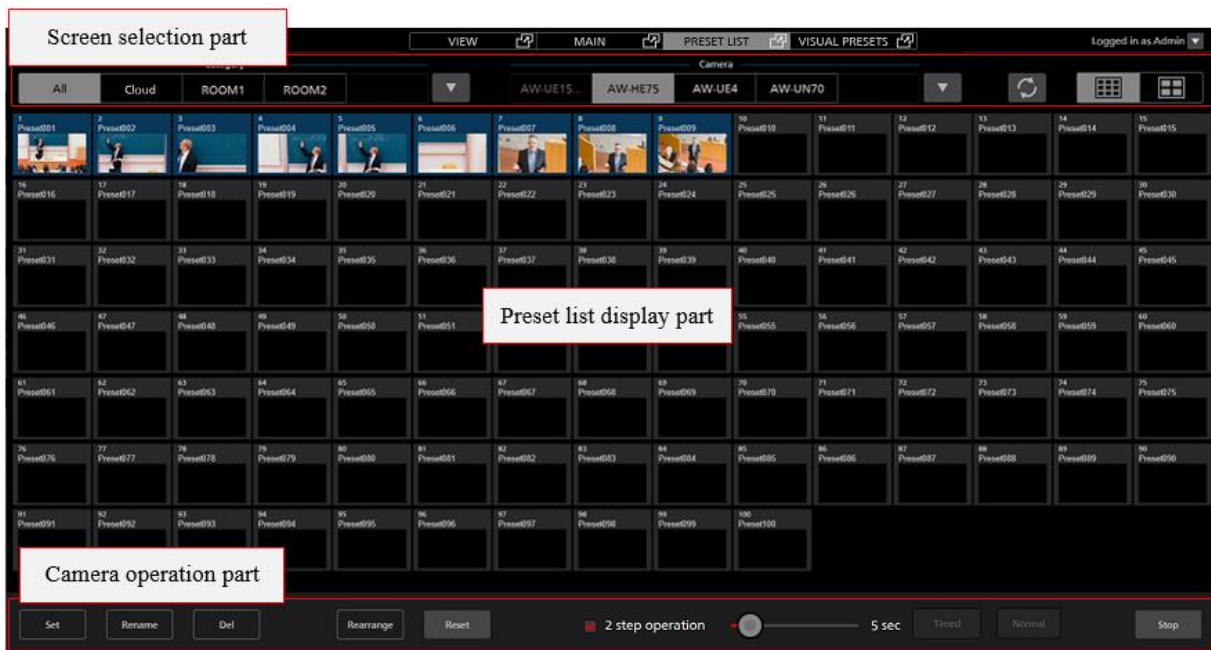 Screen selection part
VIEW MAIN PRESET LIST VISUAL PRESETS Logged in as Admin
Category Camera
All Cloud ROOM1 ROOM2 AW-UE15... AW-HE75 AW-UE4 AW-UN70
1 2 3 4 5 6 7 8 9 10 11 12 13 14 15
Preset001 Preset002 Preset003 Preset004 Preset005 Preset006 Preset007 Preset008 Preset009 Preset010 Preset011 Preset012 Preset013 Preset014 Preset015
16 17 18 19 20 21 22 23 24 25 26 27 28 29 30
Preset016 Preset017 Preset018 Preset019 Preset020 Preset021 Preset022 Preset023 Preset024 Preset025 Preset026 Preset027 Preset028 Preset029 Preset030
31 32 33 34 35 36 37 38 39 40 41 42 43 44 45
Preset031 Preset032 Preset033 Preset034 Preset035 Preset036 Preset037 Preset038 Preset039 Preset040 Preset041 Preset042 Preset043 Preset044 Preset045
46 47 48 49 50 51 55 56 57 58 59 60
Preset046 Preset047 Preset048 Preset049 Preset050 Preset051 Preset055 Preset056 Preset057 Preset058 Preset059 Preset060
Preset list display part
61 62 63 64 65 66 67 68 69 70 71 72 73 74 75
Preset061 Preset062 Preset063 Preset064 Preset065 Preset066 Preset067 Preset068 Preset069 Preset070 Preset071 Preset072 Preset073 Preset074 Preset075
76 77 78 79 80 81 82 83 84 85 86 87 88 89 90
Preset076 Preset077 Preset078 Preset079 Preset080 Preset081 Preset082 Preset083 Preset084 Preset085 Preset086 Preset087 Preset088 Preset089 Preset090
91 92 93 94 95 96 97 98 99 100
Preset091 Preset092 Preset093 Preset094 Preset095 Preset096 Preset097 Preset098 Preset099 Preset100
Camera operation part
Set Rename Del Rearrange Reset 2 step operation 5 sec Timed Normal Stop